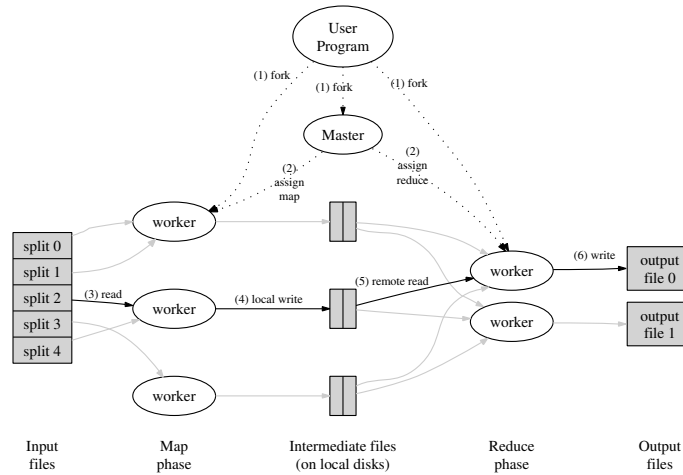 User
Program
(1) fork
(1) fork
(1) fork
Master
(2)
assign
map
(2)
assign
reduce
worker
split 0
split 1
split 2
split 3
split 4
(3) read
worker
(4) local write
(5) remote read
worker
(6) write
output
file 0
worker
output
file 1
worker
Input
files
Map
phase
Intermediate files
(on local disks)
Reduce
phase
Output
files